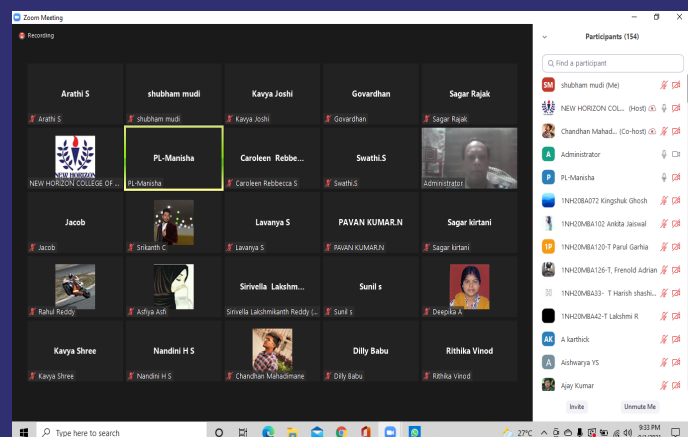 Zoom Meeting
Recording
Arathi S
Arathi S
shubham mudi
shubham mudi
Kavya Joshi
Kavya Joshi
Govardhan
Govardhan
Sagar Rajak
Sagar Rajak
NEW HORIZON
NEW HORIZON COLLEGE OF ...
PL-Manisha
PL-Manisha
Caroleen Rebbe...
Caroleen Rebbecca S
Swathi.S
Swathi.S
Administrator
Jacob
Jacob
Srikanth C
Lavanya S
Lavanya S
PAVAN KUMAR.N
PAVAN KUMAR.N
Sagar kirtani
Sagar kirtani
Rahul Reddy
Asfiya Asfi
Sirivella Lakshm...
Sirivella Lakshmikanth Reddy (...
Sunil s
Sunil s
Deepika A
Kavya Shree
Kavya Shree
Nandini H S
Nandini H S
Chandhan Mahadimane
Dilly Babu
Dilly Babu
Rithika Vinod
Rithika Vinod
Participants (154)
Find a participant
SM shubham mudi (Me)
NEW HORIZON COL... (Host)
Chandhan Mahad... (Co-host)
A Administrator
P PL-Manisha
1NH20BA072 Kingshuk Ghosh
1NH20MBA102 Ankita Jaiswal
1P 1NH20MBA120-T Parul Garhia
1NH20MBA126-T, Frenold Adrian
1NH20MBA33- T Harish shashi...
1NH20MBA42-T Lakshmi R
AK A karthick
A Aishwarya YS
Ajay Kumar
Invite
Unmute Me
Type here to search
27°C
9:33 PM